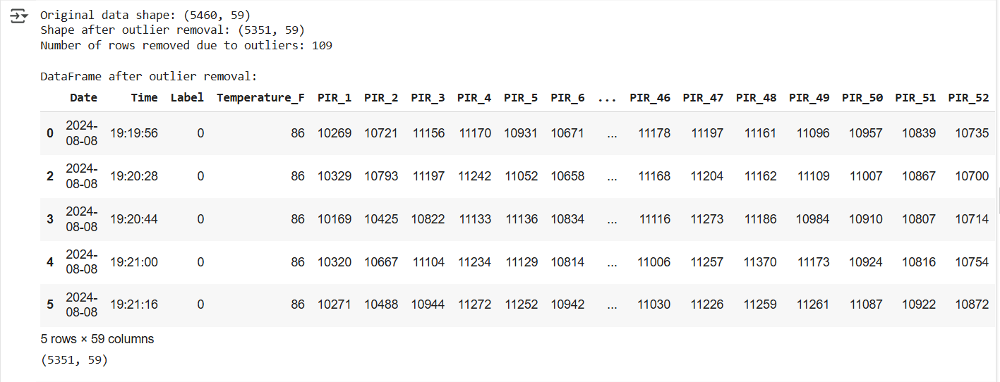 Original data shape: (5460, 59)
Shape after outlier removal: (5351, 59)
Number of rows removed due to outliers: 109
DataFrame after outlier removal:
Date Time Label Temperature_F PIR_1 PIR_2 PIR_3 PIR_4 PIR_5 PIR_6 ... PIR_46 PIR_47 PIR_48 PIR_49 PIR_50 PIR_51 PIR_52
0 2024-08-08 19:19:56 0 86 10269 10721 11156 11170 10931 10671 ... 11178 11197 11161 11096 10957 10839 10735
2 2024-08-08 19:20:28 0 86 10329 10793 11197 11242 11052 10658 ... 11168 11204 11162 11109 11007 10867 10700
3 2024-08-08 19:20:44 0 86 10169 10425 10822 11133 11136 10834 ... 11116 11273 11186 10984 10910 10807 10714
4 2024-08-08 19:21:00 0 86 10320 10667 11104 11234 11129 10814 ... 11006 11257 11370 11173 10924 10816 10754
5 2024-08-08 19:21:16 0 86 10271 10488 10944 11272 11252 10942 ... 11030 11226 11259 11261 11087 10922 10872
5 rows × 59 columns
(5351, 59)